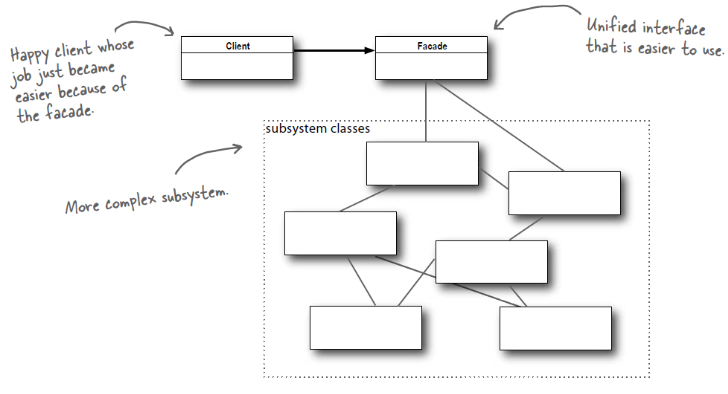 Happy client whose
job just became
easier because of
the facade.
Client
Facade
Unified interface
that is easier to use.
subsystem classes
More complex subsystem.